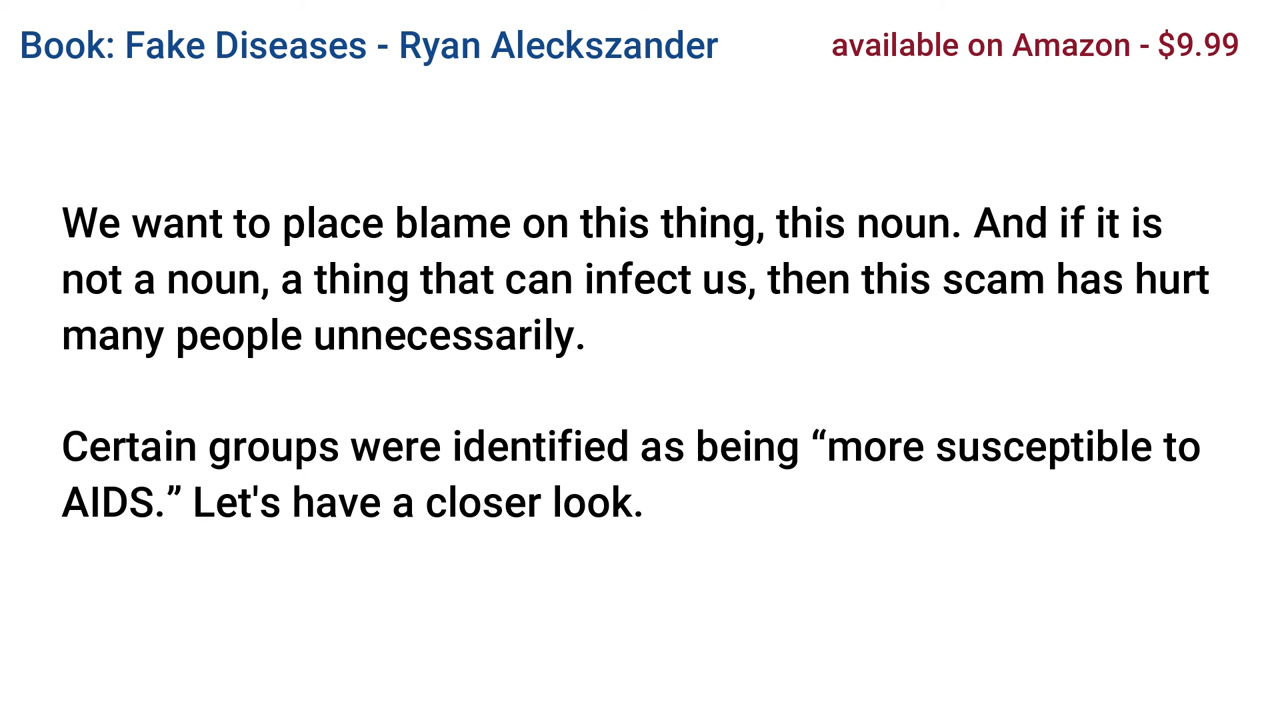 Book: Fake Diseases - Ryan Aleckszander
available on Amazon - $9.99
We want to place blame on this thing, this noun. And if it is
not a noun, a thing that can infect us, then this scam has hurt
many people unnecessarily.
Certain groups were identified as being “more susceptible to
AIDS.” Let's have a closer look.